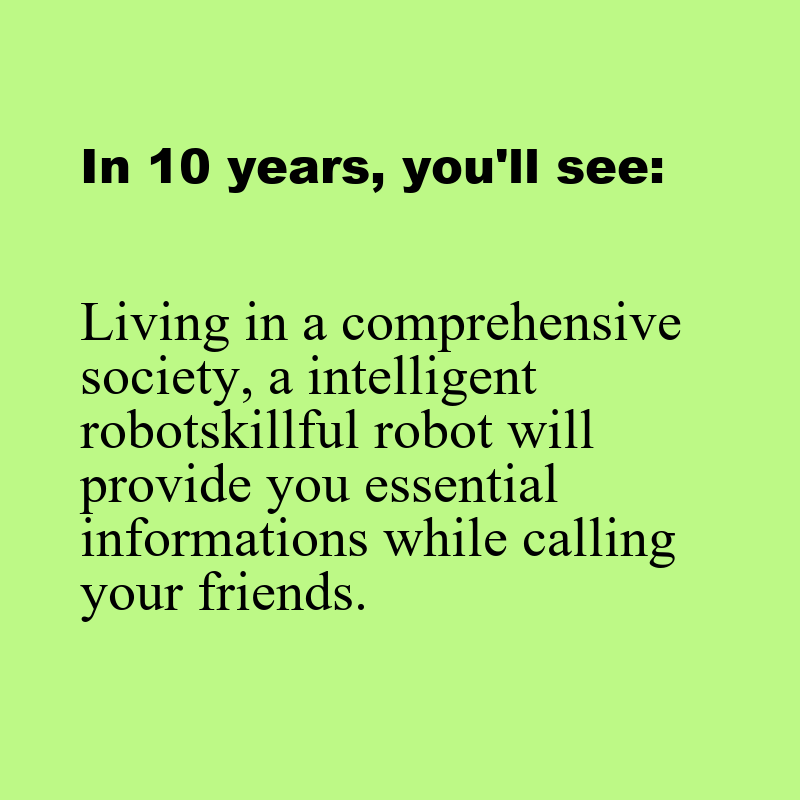 In 10 years, you'll see:
Living in a comprehensive
society, a intelligent
robotskillful robot will
provide you essential
informations while calling
your friends.